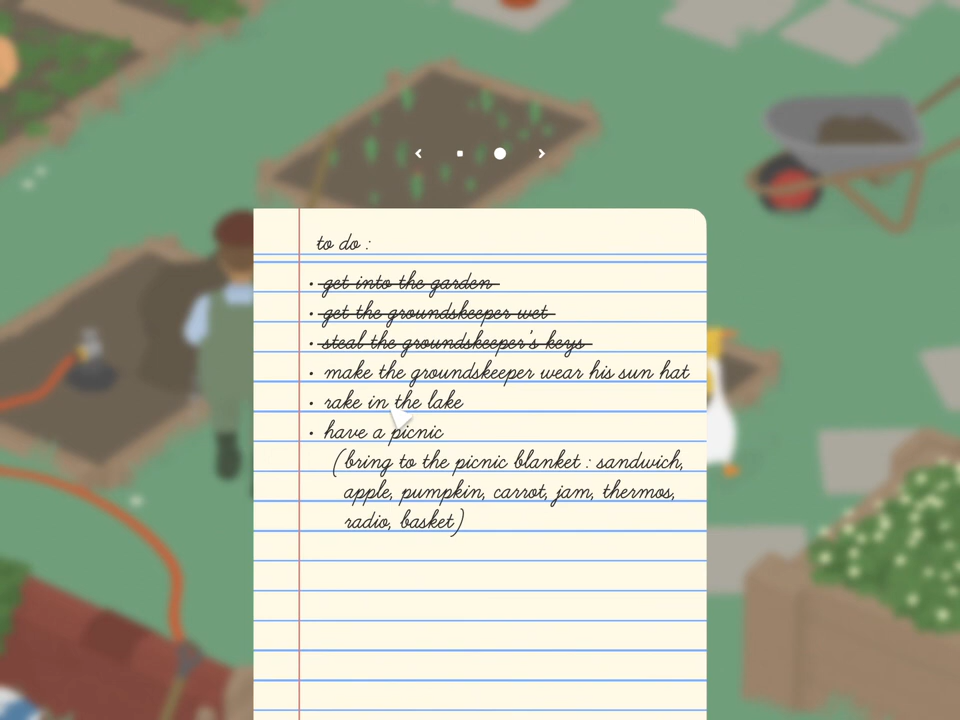 to do :
• get into the garden
• get the groundskeeper wet
• steal the groundskeeper's keys
• make the groundskeeper wear his sun hat
• rake in the lake
• have a picnic
(bring to the picnic blanket : sandwich,
apple, pumpkin, carrot, jam, thermos,
radio, basket)